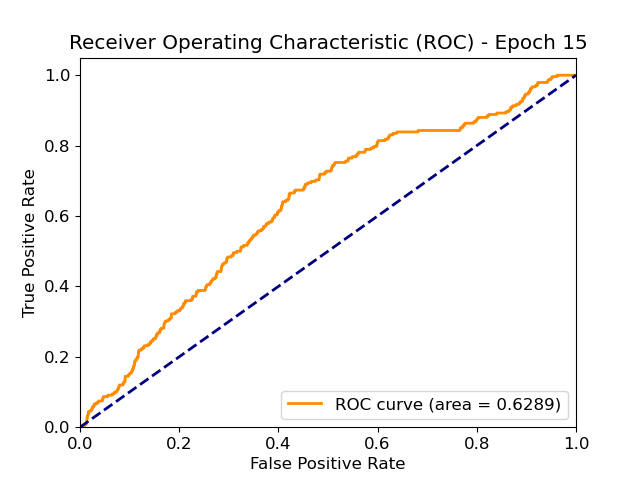 Receiver Operating Characteristic (ROC) - Epoch 15
1.0
0.8
0.6
0.4
0.2
0.0
True Positive Rate
ROC curve (area = 0.6289)
0.0 0.2 0.4 0.6 0.8 1.0
False Positive Rate